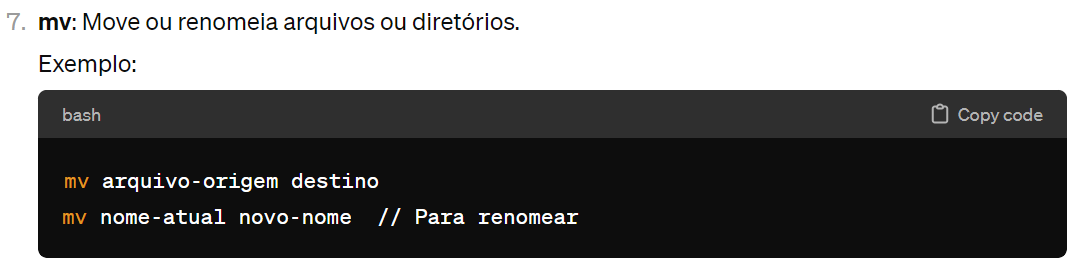 7. mv: Move ou renomeia arquivos ou diretórios.
Exemplo:
bash Copy code
mv arquivo-origem destino
mv nome-atual novo-nome  // Para renomear